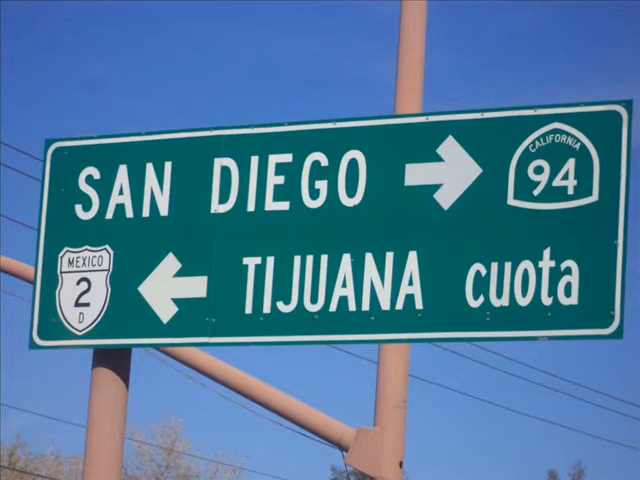 SAN DIEGO
CALIFORNIA
94
MEXICO
2
D
TIJUANA cuota